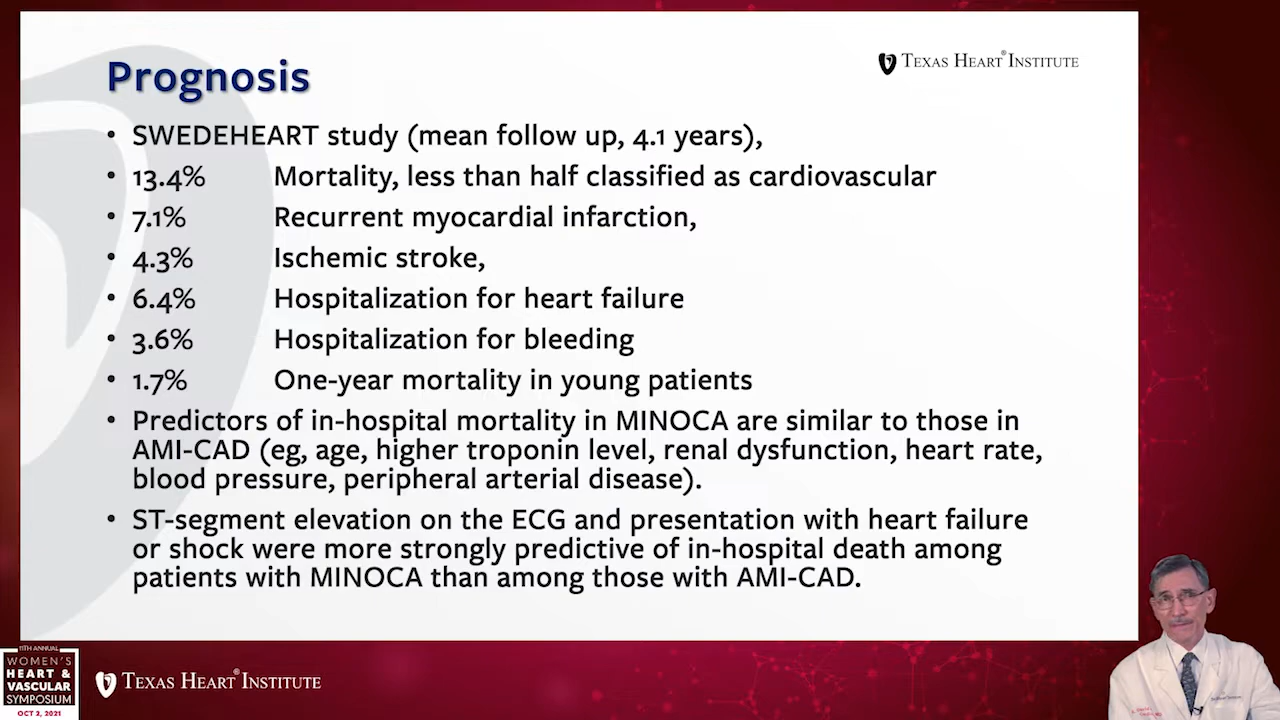 Prognosis
TEXAS HEART® INSTITUTE
• SWEDEHEART study (mean follow up, 4.1 years),
• 13.4% Mortality, less than half classified as cardiovascular
• 7.1% Recurrent myocardial infarction,
• 4.3% Ischemic stroke,
• 6.4% Hospitalization for heart failure
• 3.6% Hospitalization for bleeding
• 1.7% One-year mortality in young patients
• Predictors of in-hospital mortality in MINOCA are similar to those in
AMI-CAD (eg, age, higher troponin level, renal dysfunction, heart rate,
blood pressure, peripheral arterial disease).
• ST-segment elevation on the ECG and presentation with heart failure
or shock were more strongly predictive of in-hospital death among
patients with MINOCA than among those with AMI-CAD.
11TH ANNUAL
WOMEN'S
HEART &
VASCULAR
SYMPOSIUM
OCT 2, 2021
TEXAS HEART® INSTITUTE